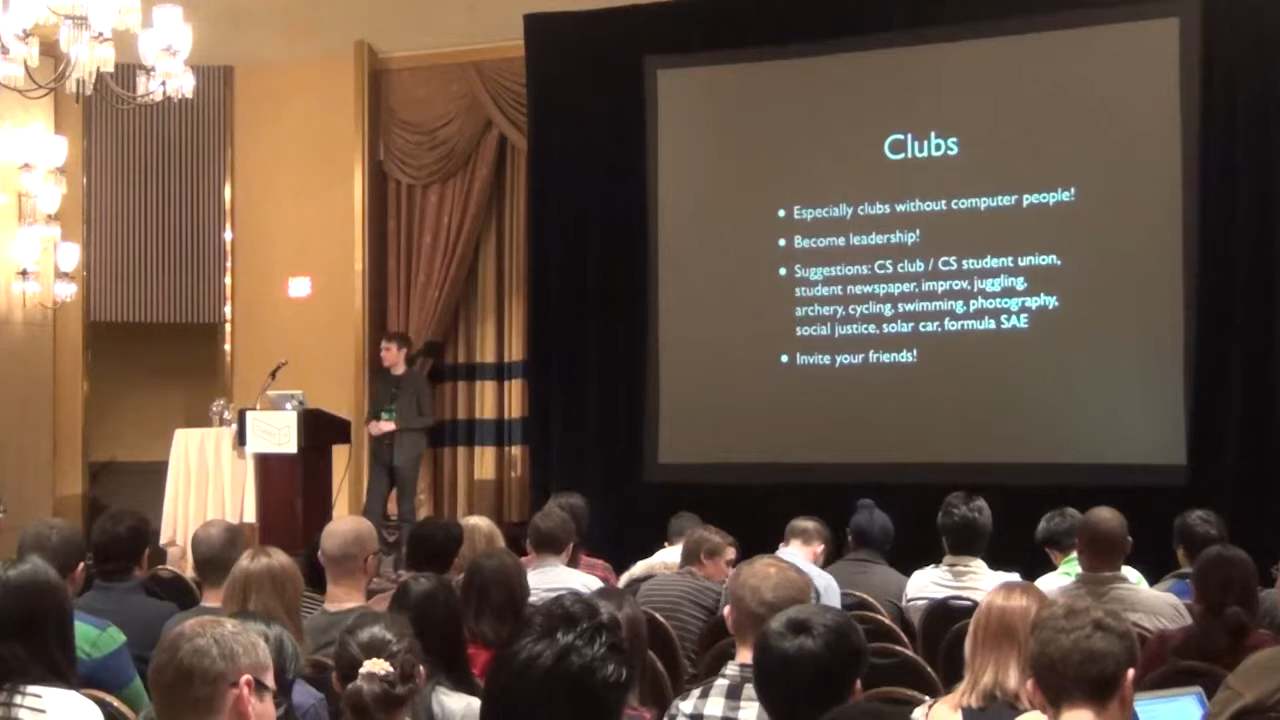 Clubs
• Especially clubs without computer people!
• Become leadership!
• Suggestions: CS club / CS student union,
student newspaper, improv, juggling,
archery, cycling, swimming, photography,
social justice, solar car, formula SAE
• Invite your friends!